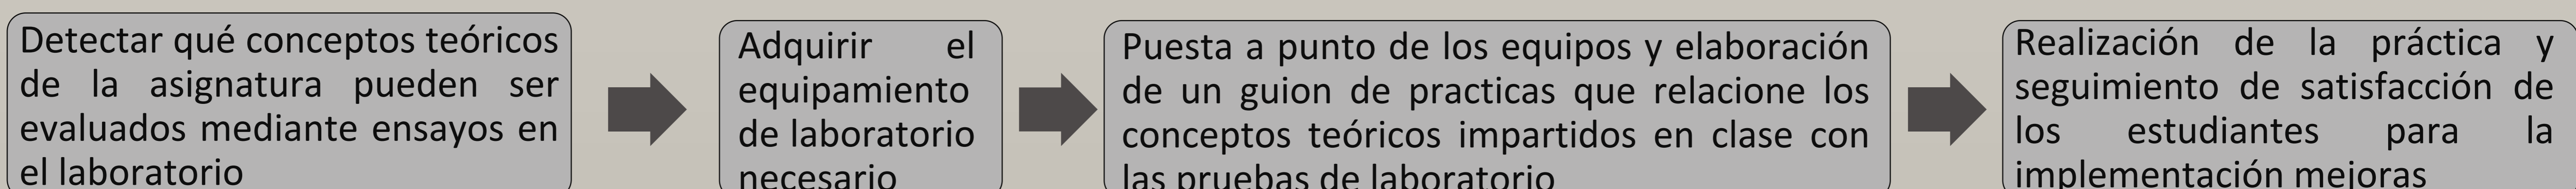 Detectar qué conceptos teóricos
de la asignatura pueden ser
evaluados mediante ensayos en
el laboratorio
Adquirir el
equipamiento
de laboratorio
necesario
Puesta a punto de los equipos y elaboración
de un guion de practicas que relacione los
conceptos teóricos impartidos en clase con
las pruebas de laboratorio
Realización de la práctica y
seguimiento de satisfacción de
los estudiantes para la
implementación mejoras